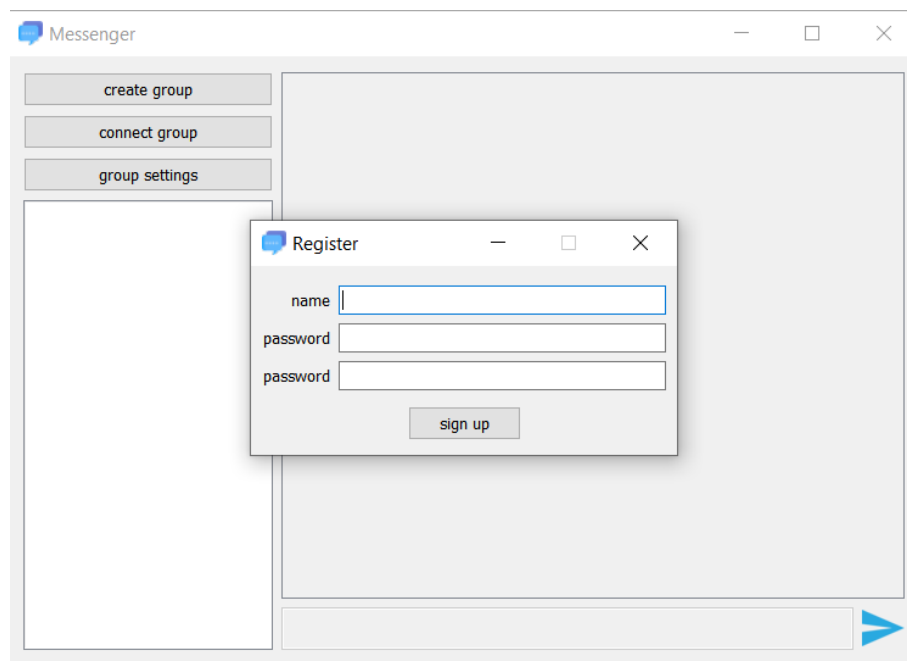 Messenger
create group
connect group
group settings
Register
name
password
password
sign up